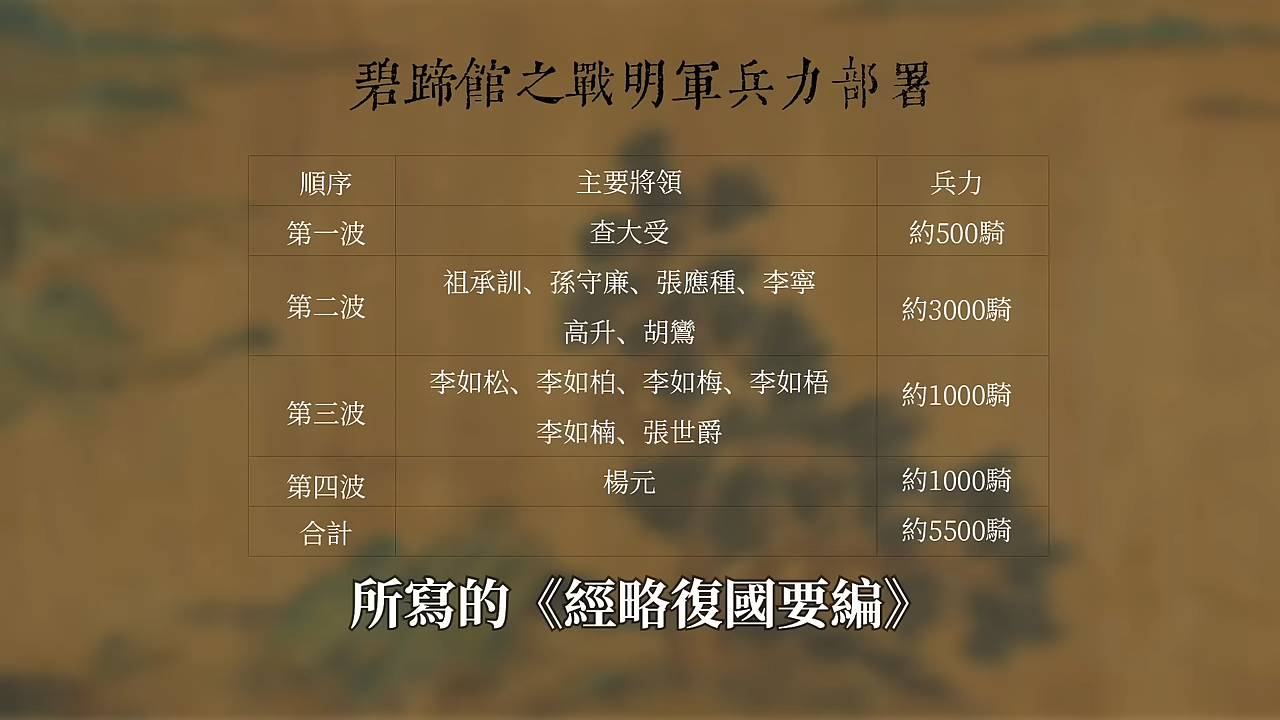 碧蹄館之戰明軍兵力部署
順序 主要將領 兵力
第一波 查大受 約500騎
第二波 祖承訓、孫守廉、張應種、李寧 約3000騎
高升、胡鸞
第三波 李如松、李如柏、李如梅、李如梧 約1000騎
李如楠、張世爵
第四波 楊元 約1000騎
合計 約5500騎
所寫的《經略復國要編》